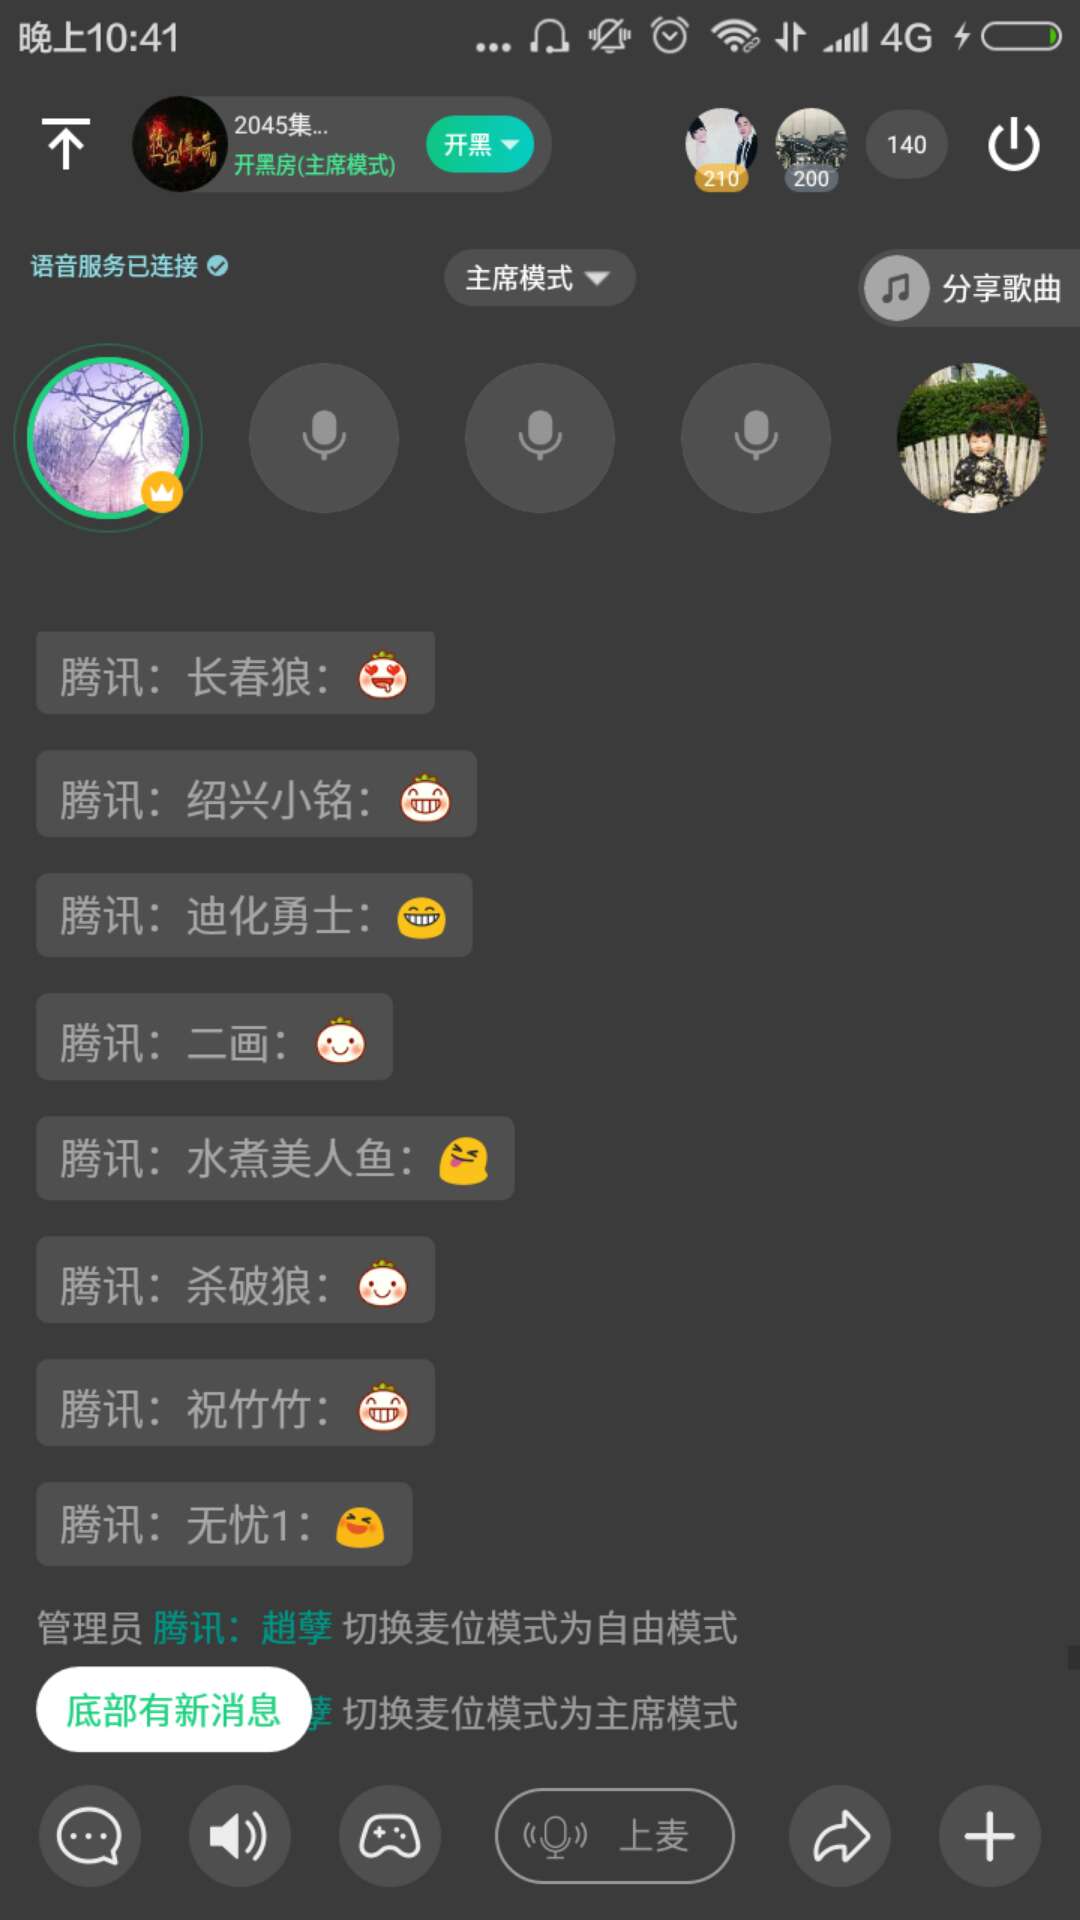 晚上10:41
4G
热血传奇
2045集...
开黑房(主席模式)
开黑
210
200
140
语音服务已连接
主席模式
分享歌曲
腾讯：长春狼：
腾讯：绍兴小铭：
腾讯：迪化勇士：
腾讯：二画：
腾讯：水煮美人鱼：
腾讯：杀破狼：
腾讯：祝竹竹：
腾讯：无忧1：
管理员 腾讯：趙孽 切换麦位模式为自由模式
底部有新消息
孽 切换麦位模式为主席模式
上麦